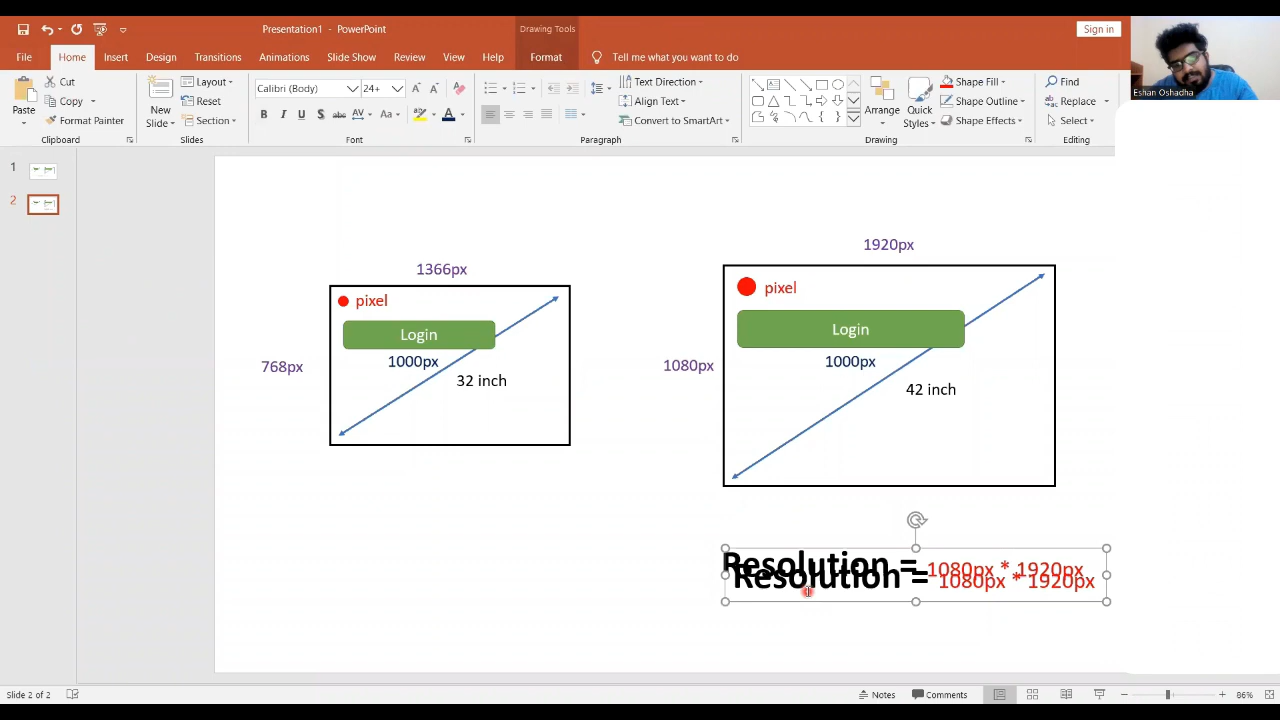 Presentation1 - PowerPoint
Drawing Tools
Sign in
File Home Insert Design Transitions Animations Slide Show Review View Help Format Tell me what you want to do
Eshan Oshadha
Paste
Cut
Copy
Format Painter
Clipboard
New
Slide
Layout
Reset
Section
Slides
Calibri (Body) 24+
B I U S AV Aa A
Font
Text Direction
Align Text
Convert to SmartArt
Paragraph
Arrange
Quick
Styles
Shape Fill
Shape Outline
Shape Effects
Drawing
Find
Replace
Select
Editing
1
2
1366px
768px
pixel
Login
1000px
32 inch
1920px
1080px
pixel
Login
1000px
42 inch
Resolution = 1080px * 1920px
Resolution = 1080px * 1920px
Slide 2 of 2
Notes
Comments
86%